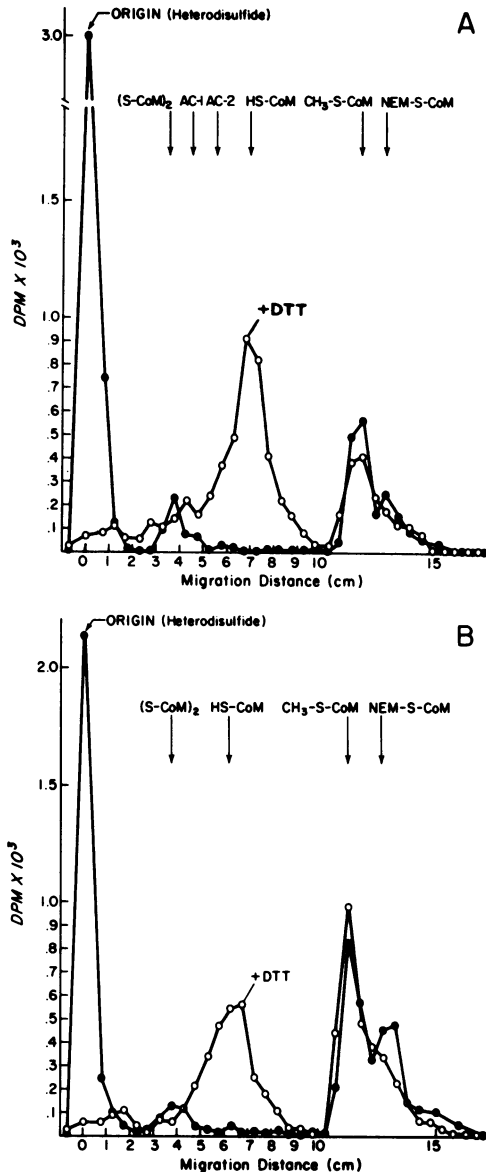 A
ORIGIN (Heterodisulfide)
3.0
(S-CoM)2 AC-1 AC-2 HS-CoM CH3-S-CoM NEM-S-CoM
1.5
+DTT
1.0
.9
.8
.7
.6
.5
.4
.3
.2
.1
DPM X 10³
0 1 2 3 4 5 6 7 8 9 10 15
Migration Distance (cm)
B
ORIGIN (Heterodisulfide)
2.0
(S-CoM)2 HS-CoM CH3-S-CoM NEM-S-CoM
1.5
1.0
.9
.8
.7
.6
.5
.4
.3
.2
.1
+DTT
DPM X 10³
0 1 2 3 4 5 6 7 8 9 10 15
Migration Distance (cm)